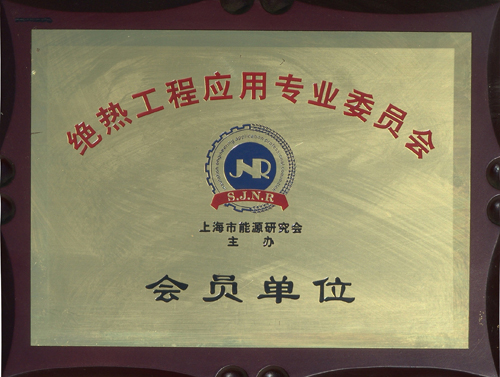 绝热工程应用专业委员会
JNR
S.J.N.R
上海市能源研究会
主办
会员单位